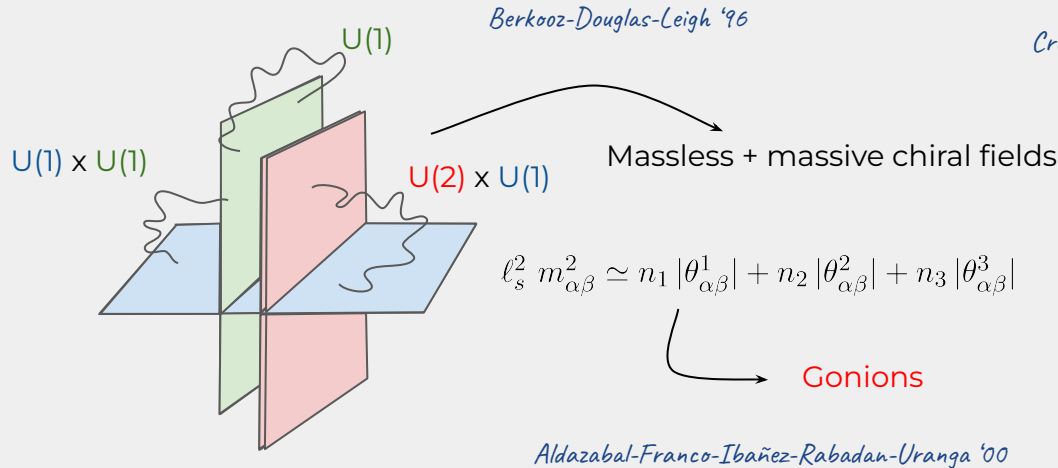 Berkooz-Douglas-Leigh '96
Cr
U(1)
U(1) x U(1)
U(2) x U(1)
Massless + massive chiral fields
ℓ_s^2 m_{αβ}^2 ≃ n_1 |θ_{αβ}^1| + n_2 |θ_{αβ}^2| + n_3 |θ_{αβ}^3|
Gonions
Aldazabal-Franco-Ibañez-Rabadan-Uranga '00